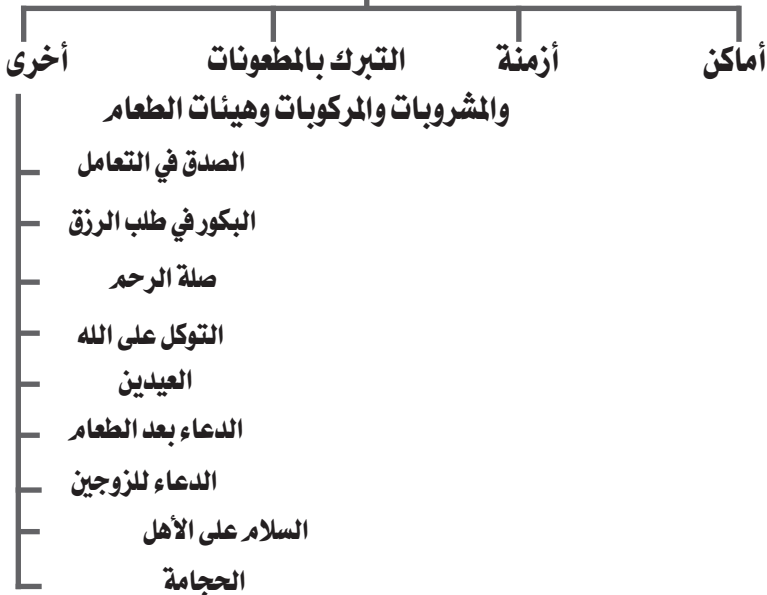 أماكن
أزمنة
التبرك بالمطعونات
والمشروبات والمركوبات وهيئات الطعام
أخرى
الصدق في التعامل
البكور في طلب الرزق
صلة الرحم
التوكل على الله
العيدين
الدعاء بعد الطعام
الدعاء للزوجين
السلام على الأهل
الحجامة